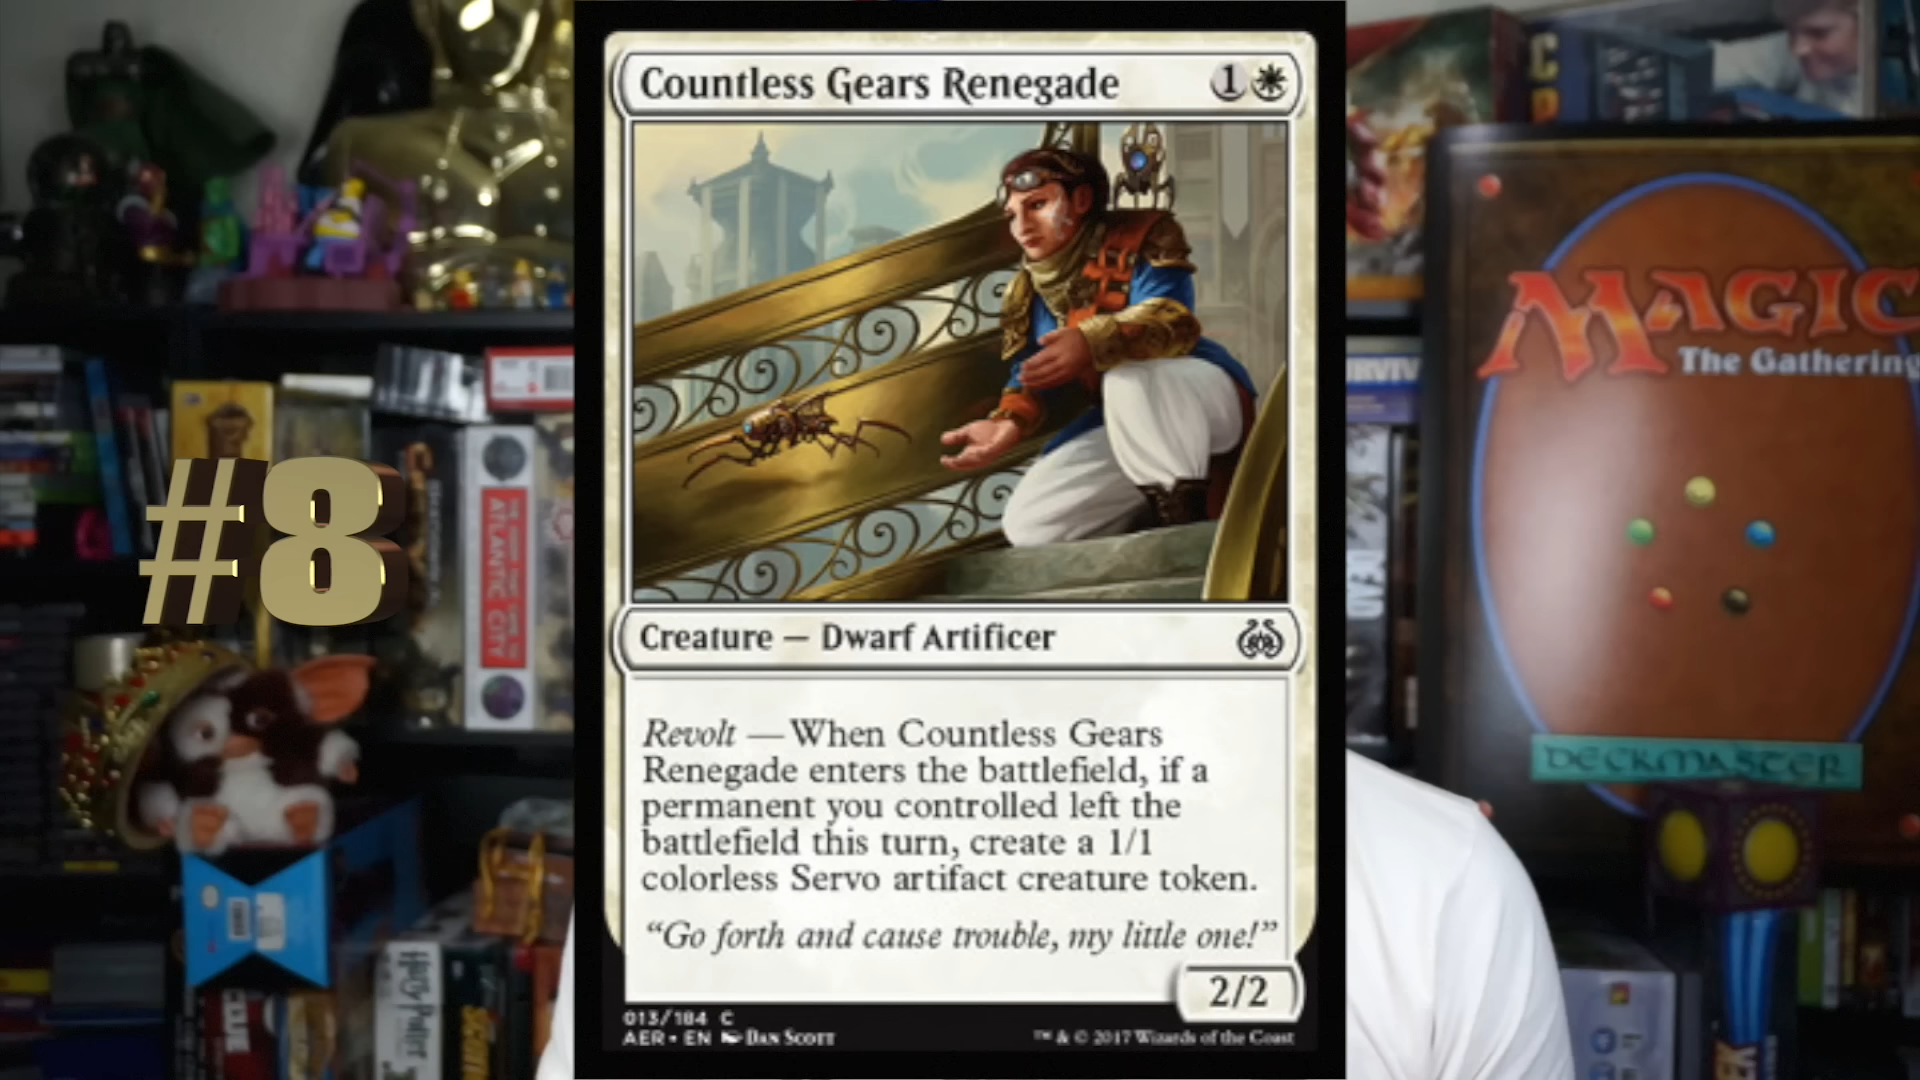 Countless Gears Renegade 1
Creature — Dwarf Artificer
Revolt — When Countless Gears
Renegade enters the battlefield, if a
permanent you controlled left the
battlefield this turn, create a 1/1
colorless Servo artifact creature token.
“Go forth and cause trouble, my little one!”
2/2
013/184 C
AER • EN Dan Scott
™ & © 2017 Wizards of the Coast
#8
MAGIC
The Gathering
DECKMASTER
ATLANTIC CITY
Harry Potter
CLUE